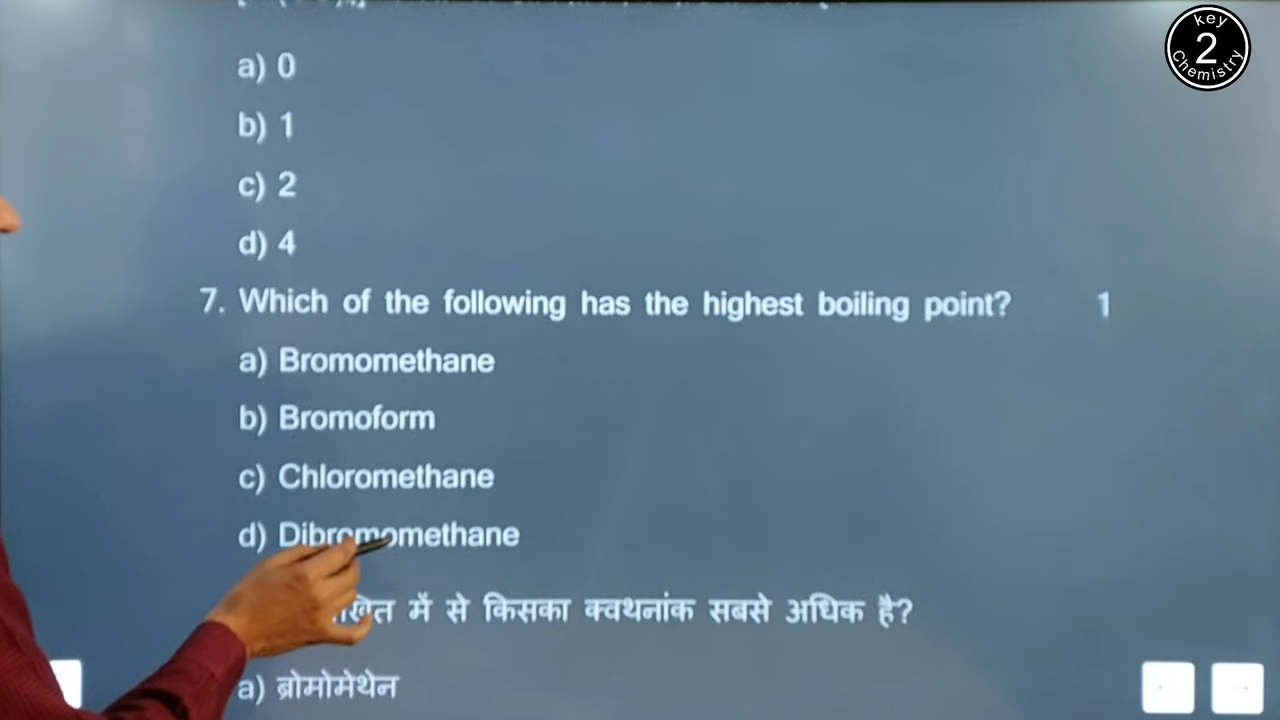 a) 0
b) 1
c) 2
d) 4
7. Which of the following has the highest boiling point? 1
a) Bromomethane
b) Bromoform
c) Chloromethane
d) Dibromomethane
में से किसका क्वथनांक सबसे अधिक है?
a) ब्रोमोमेथेन
key
2
Chemistry